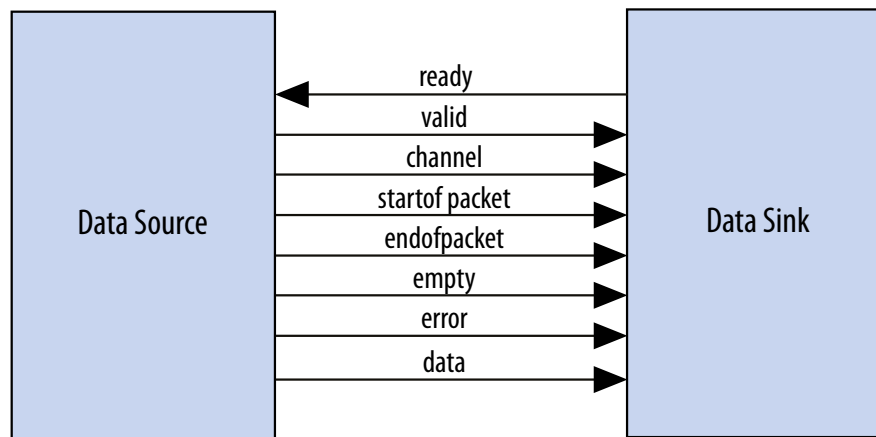 ready
valid
channel
startof packet
Data Source
Data Sink
endofpacket
empty
error
data